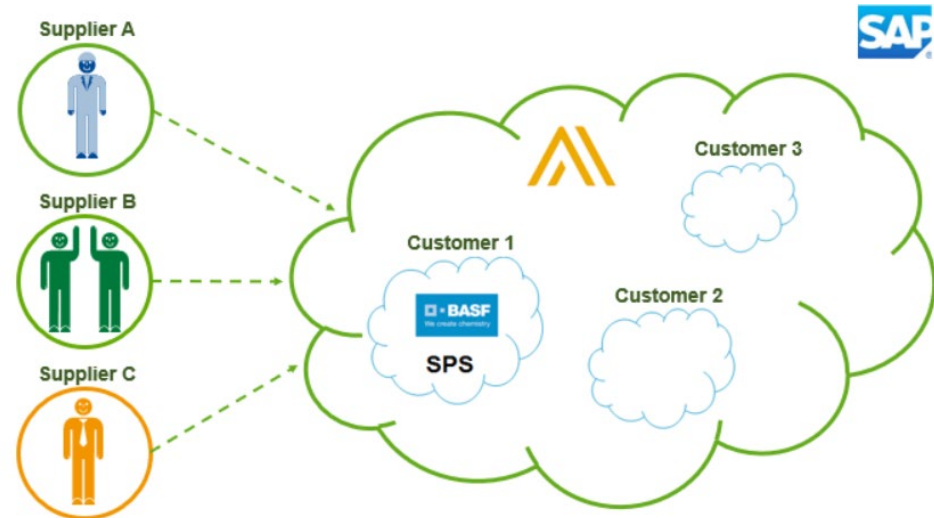 Supplier A
SAP
®
Supplier B
Customer 3
Customer 1
BASF
We create chemistry
SPS
Customer 2
Supplier C